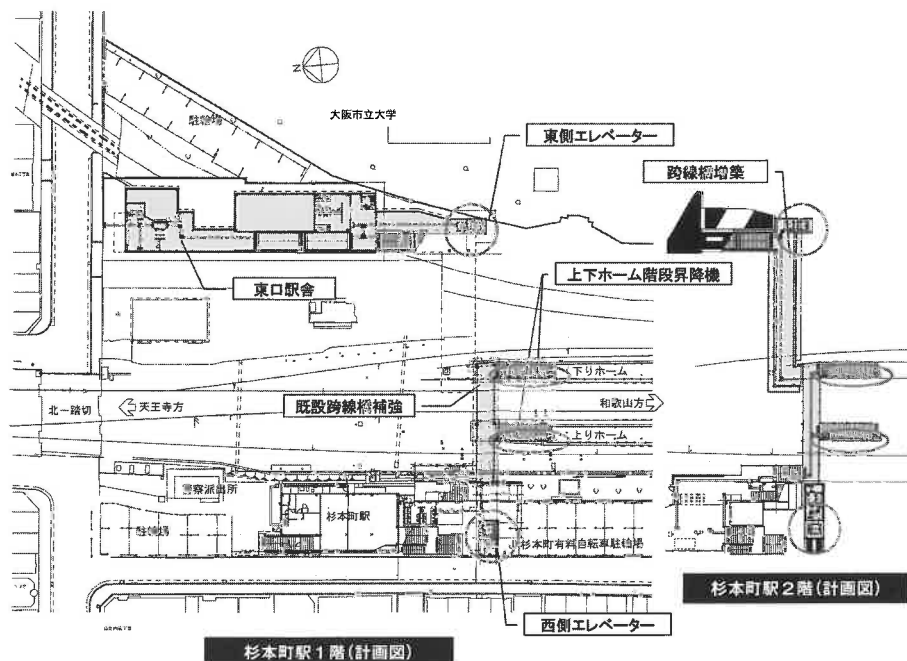 N
駐輪場
大阪市立大学
東側エレベーター
跨線橋増築
東口駅舎
上下ホーム階段昇降機
下りホーム
北一踏切
天王寺方
既設跨線橋補強
和歌山方
上りホーム
警察派出所
駐輪場
杉本町駅
杉本町有料自転車駐輪場
杉本町駅2階(計画図)
西側エレベーター
杉本町駅1階(計画図)